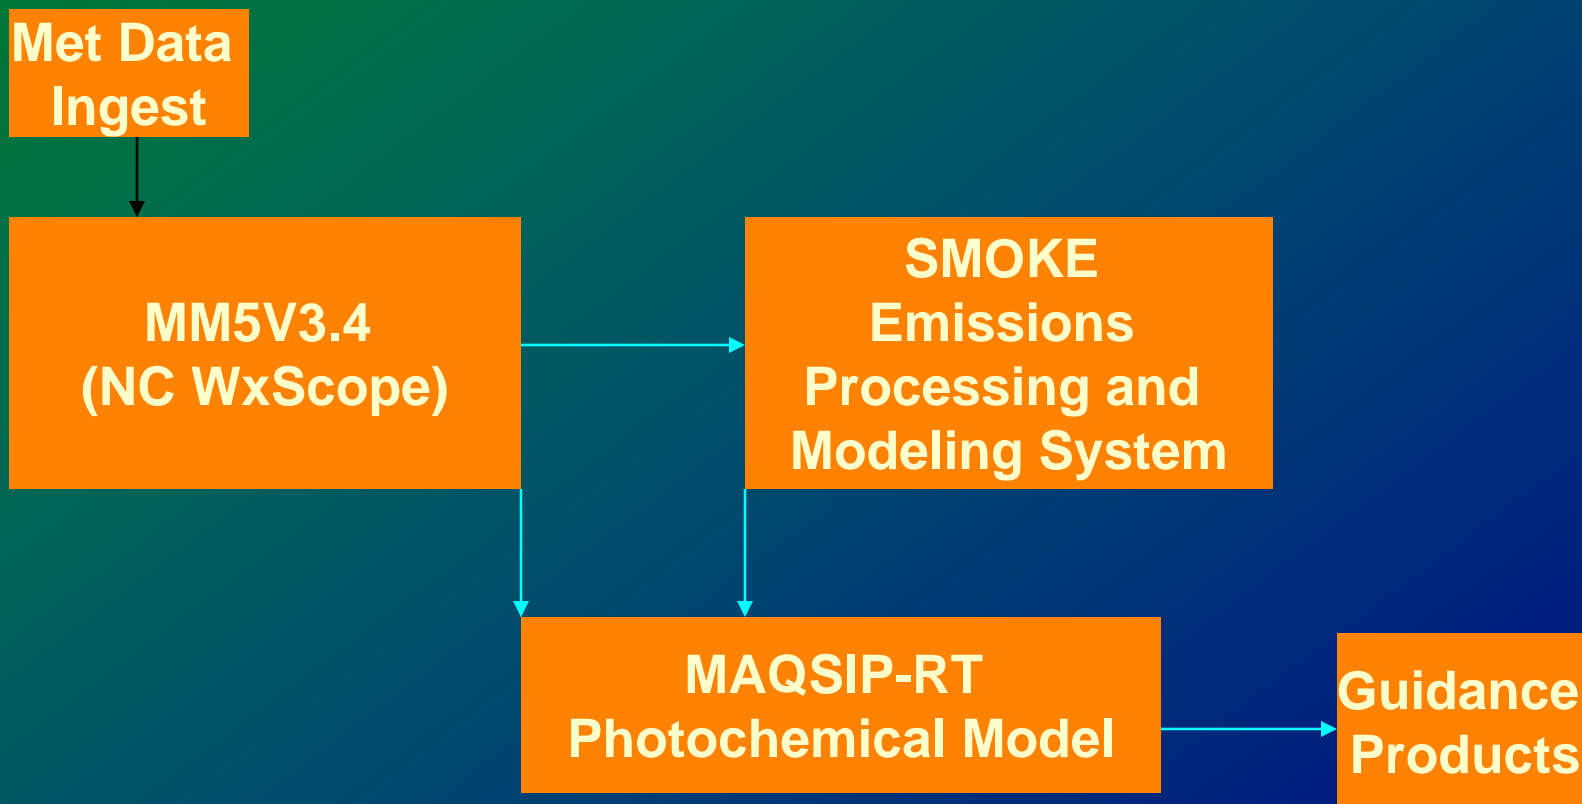 Met Data
Ingest
MM5V3.4
(NC WxScope)
SMOKE
Emissions
Processing and
Modeling System
MAQSIP-RT
Photochemical Model
Guidance
Products